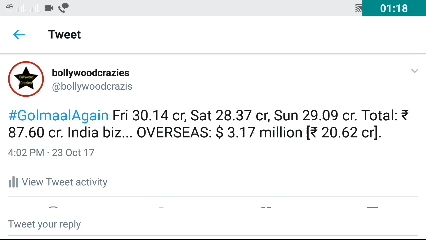 01:18
Tweet
bollywoodcrazies
@bollywoodcrazis
#GolmaalAgain Fri 30.14 cr, Sat 28.37 cr, Sun 29.09 cr. Total: ₹
87.60 cr. India biz... OVERSEAS: $ 3.17 million [₹ 20.62 cr].
4:02 PM · 23 Oct 17
View Tweet activity
Tweet your reply